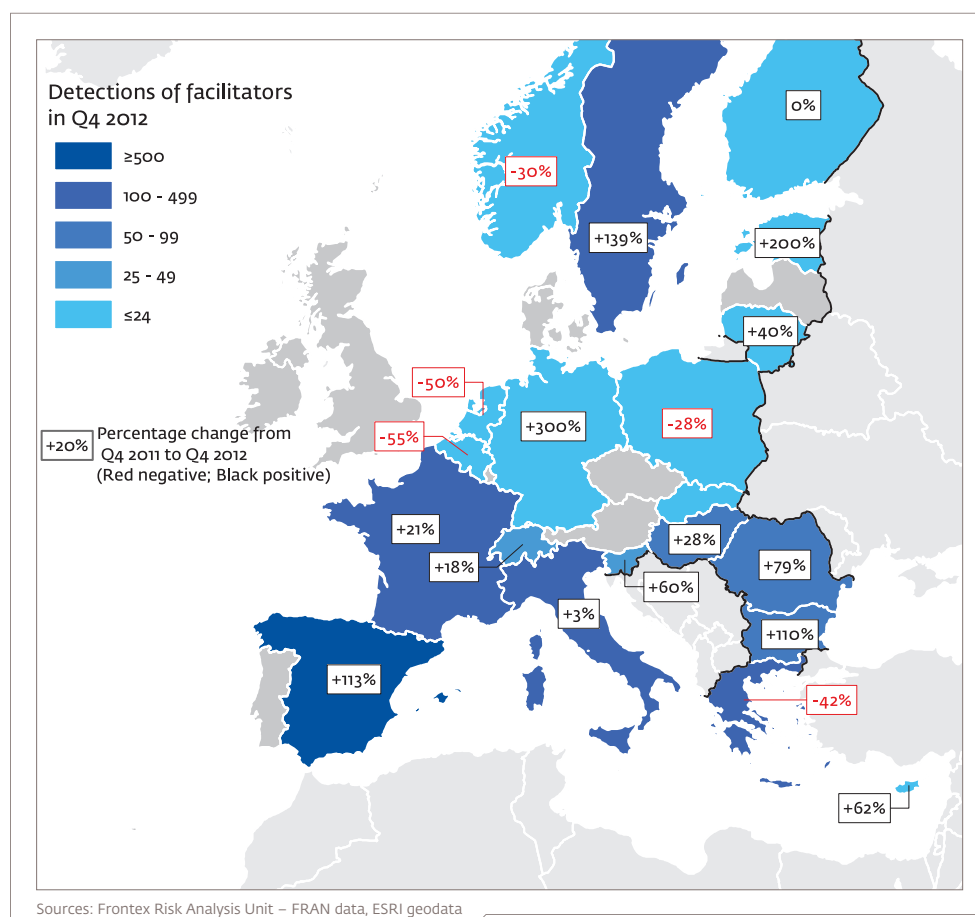 Detections of facilitators
in Q4 2012
≥500
100 - 499
50 - 99
25 - 49
≤24
+20%
Percentage change from
Q4 2011 to Q4 2012
(Red negative; Black positive)
0%
-30%
+139%
+200%
+40%
-50%
-55%
+300%
-28%
+21%
+18%
+28%
+60%
+79%
+3%
+110%
+113%
-42%
+62%
Sources: Frontex Risk Analysis Unit – FRAN data, ESRI geodata